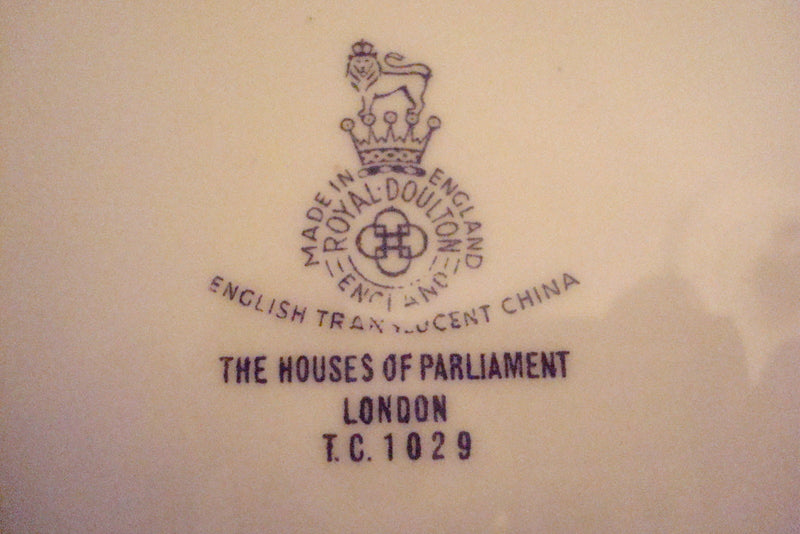 MADE IN ENGLAND
ROYAL·DOULTON
ENGLAND
ENGLISH TRANSLUCENT CHINA
THE HOUSES OF PARLIAMENT
LONDON
T.C.1029